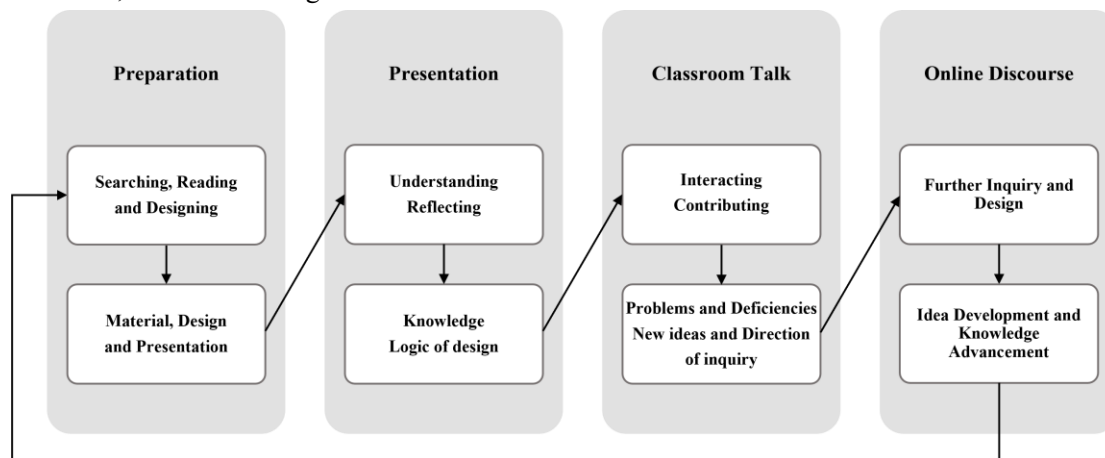 Preparation
Searching, Reading
and Designing
Material, Design
and Presentation
Presentation
Understanding
Reflecting
Knowledge
Logic of design
Classroom Talk
Interacting
Contributing
Problems and Deficiencies
New ideas and Direction
of inquiry
Online Discourse
Further Inquiry and
Design
Idea Development and
Knowledge
Advancement